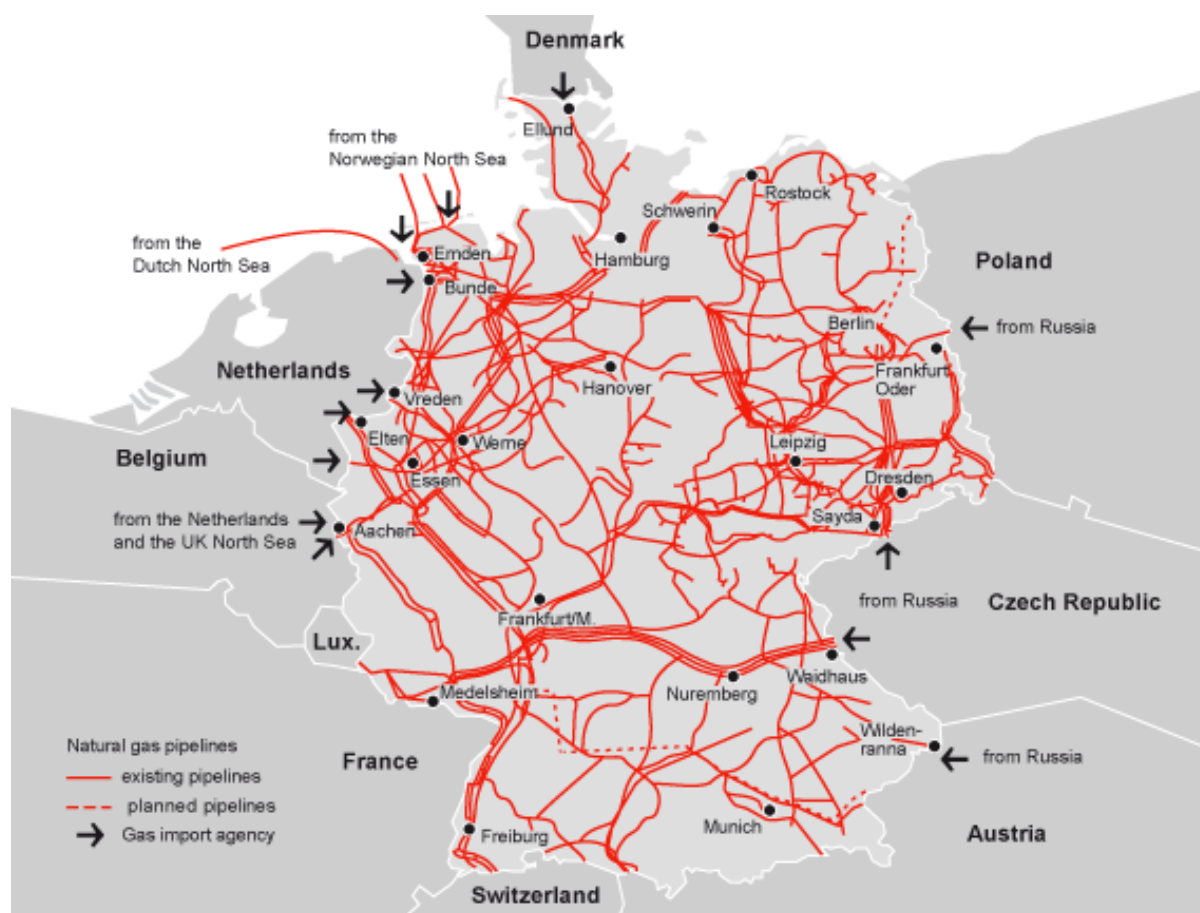 Denmark
Ellund
from the
Norwegian North Sea
Rostock
Schwerin
from the
Dutch North Sea
Emden
Hamburg
Poland
Bunde
Berlin
from Russia
Netherlands
Hanover
Frankfurt
Oder
Vreden
Elten
Werne
Leipzig
Belgium
Essen
Dresden
from the Netherlands
and the UK North Sea
Aachen
Sayda
from Russia
Czech Republic
Frankfurt/M.
Lux.
Waidhaus
Medelsheim
Nuremberg
Wilden-
ranna
Natural gas pipelines
France
from Russia
existing pipelines
planned pipelines
Gas import agency
Munich
Freiburg
Austria
Switzerland